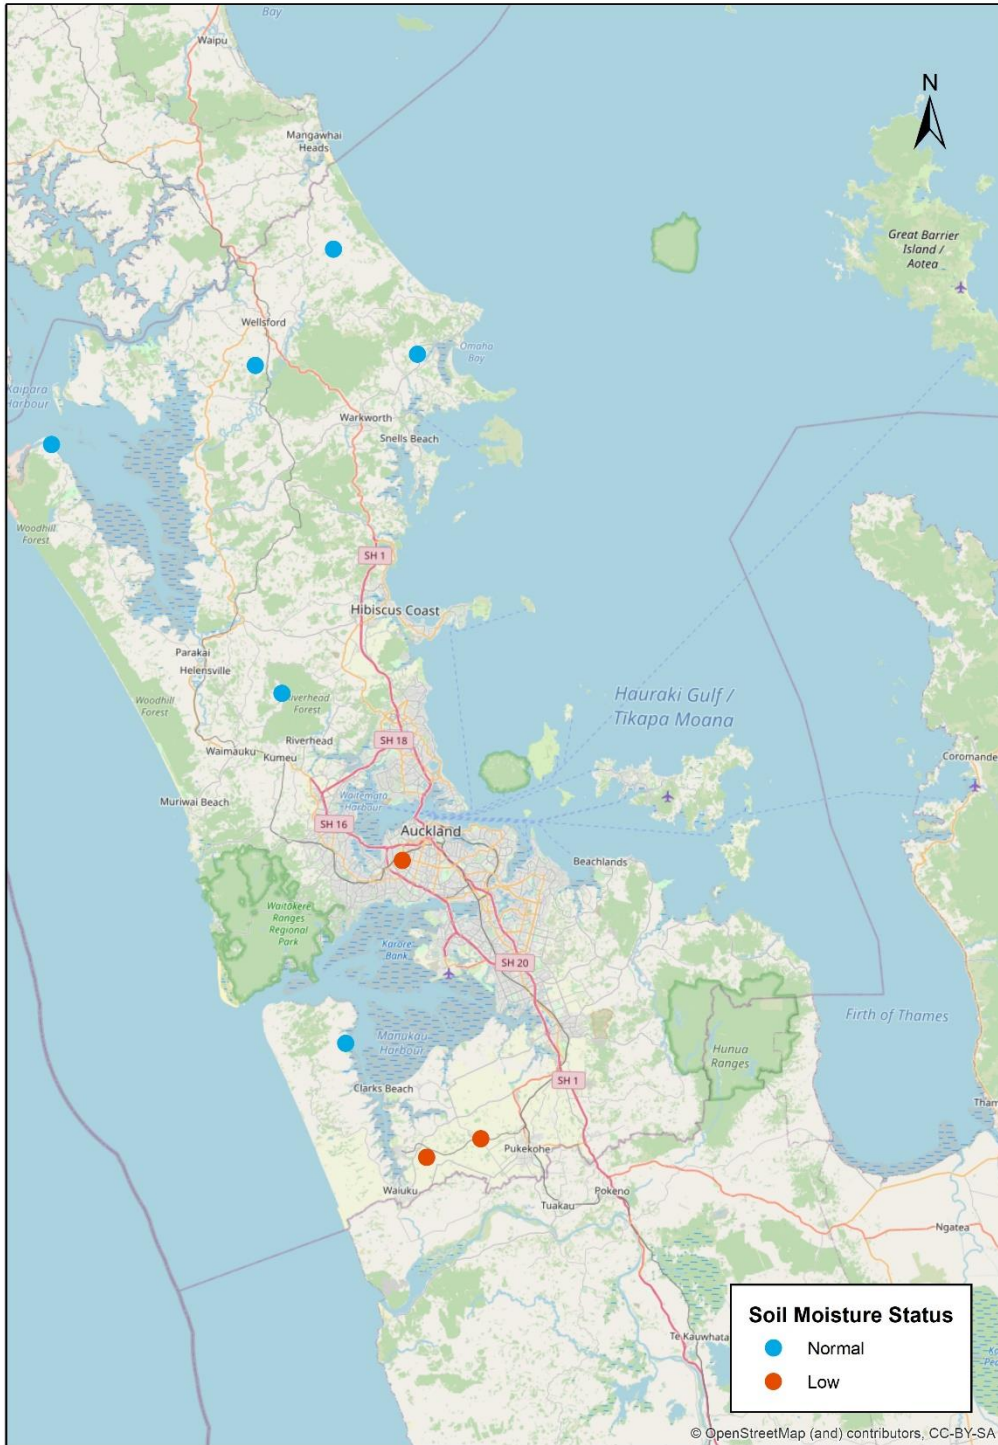 Bay
Waipu
Mangawhai
Heads
Great Barrier
Island /
Aotea
N
Wellsford
Omaha
Bay
Kaipara
Harbour
Warkworth
Snells Beach
Woodhill
Forest
SH 1
Hibiscus Coast
Parakai
Helensville
Woodhill
Forest
Riverhead
Forest
Hauraki Gulf /
Tikapa Moana
Riverhead
SH 18
Waimauku
Kumeu
Coromande
Muriwai Beach
Waitematā
Harbour
SH 16
Auckland
Beachlands
Waitākere
Ranges
Regional
Park
Karore
Bank
SH 20
Firth of Thames
Manukau
Harbour
Hunua
Ranges
Clarks Beach
SH 1
Tham
Pukekohe
Waiuku
Tuakau
Pokeno
Ngatea
Te Kauwhata
Soil Moisture Status
Normal
Low
© OpenStreetMap (and) contributors, CC-BY-SA